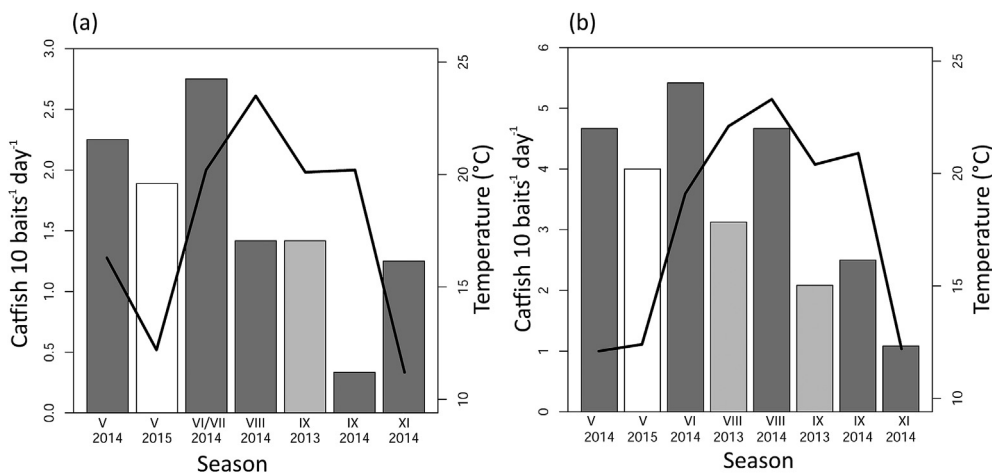 (a)
Catfish 10 baits⁻¹ day⁻¹
3.0
2.5
2.0
1.5
1.0
0.5
0.0
25
20
15
10
Temperature (°C)
V V VI/VII VIII IX IX XI
2014 2015 2014 2014 2013 2014 2014
Season
(b)
Catfish 10 baits⁻¹ day⁻¹
6
5
4
3
2
1
0
25
20
15
10
Temperature (°C)
V V VI VIII VIII IX IX XI
2014 2015 2014 2013 2014 2013 2014 2014
Season